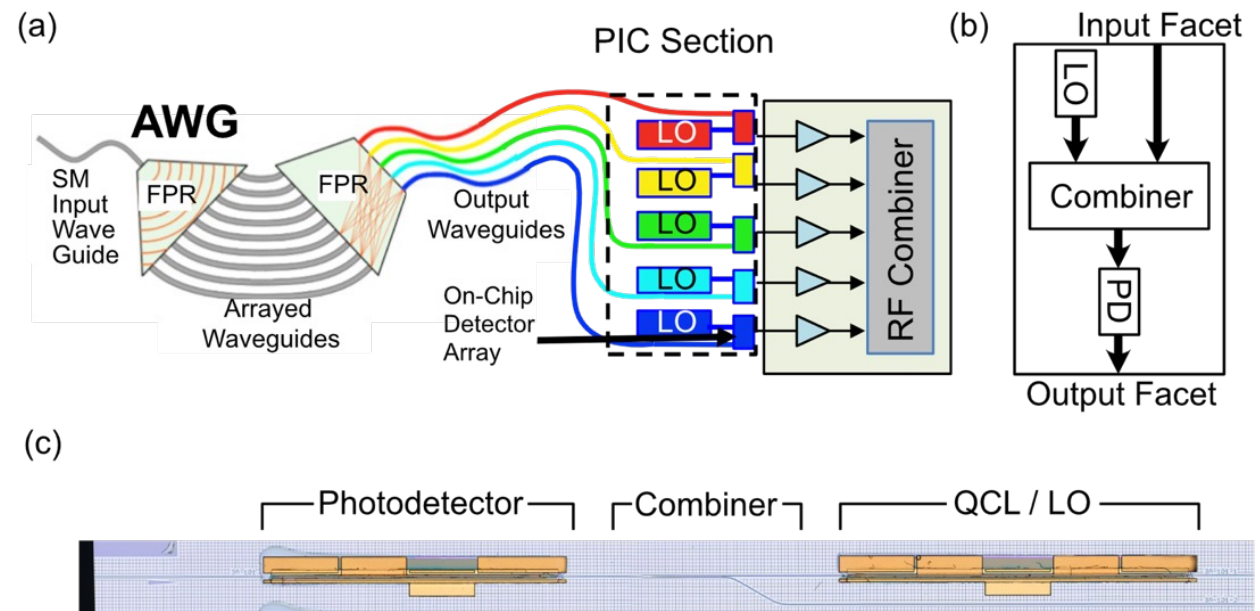 (a)
PIC Section
(b)
Input Facet
AWG
SM
Input
Wave
Guide
FPR
FPR
Arrayed
Waveguides
Output
Waveguides
On-Chip
Detector
Array
LO
LO
LO
LO
LO
RF Combiner
LO
Combiner
PD
Output Facet
(c)
Photodetector
Combiner
QCL / LO